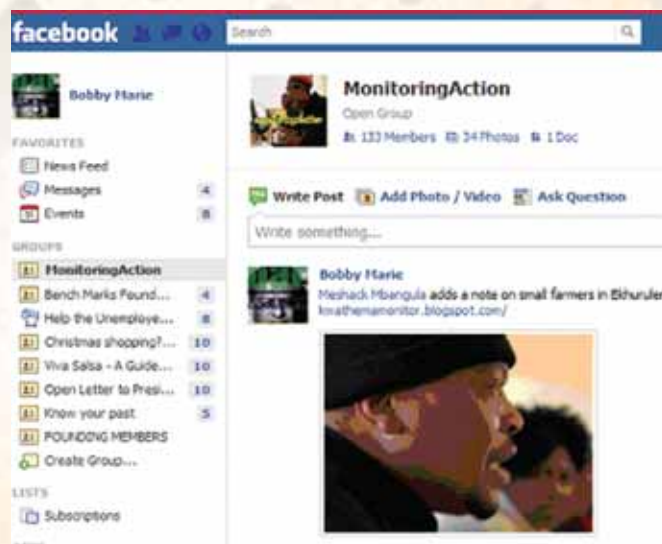 facebook
Search
Bobby Marie
FAVORITES
News Feed
Messages 4
Events 8
GROUPS
MonitoringAction
Bench Marks Found... 4
Help the Unemploye... 8
Christmas shopping?... 10
Viva Salsa - A Guide... 10
Open Letter to Presi... 10
Know your past 5
FOUNDING MEMBERS
Create Group...
LISTS
Subscriptions
MonitoringAction
Open Group
133 Members 34 Photos 1 Doc
Write Post Add Photo / Video Ask Question
Write something...
Bobby Marie
Meshack Mbangula adds a note on small farmers in Ekhurulen
kwathemamonitor.blogspot.com/